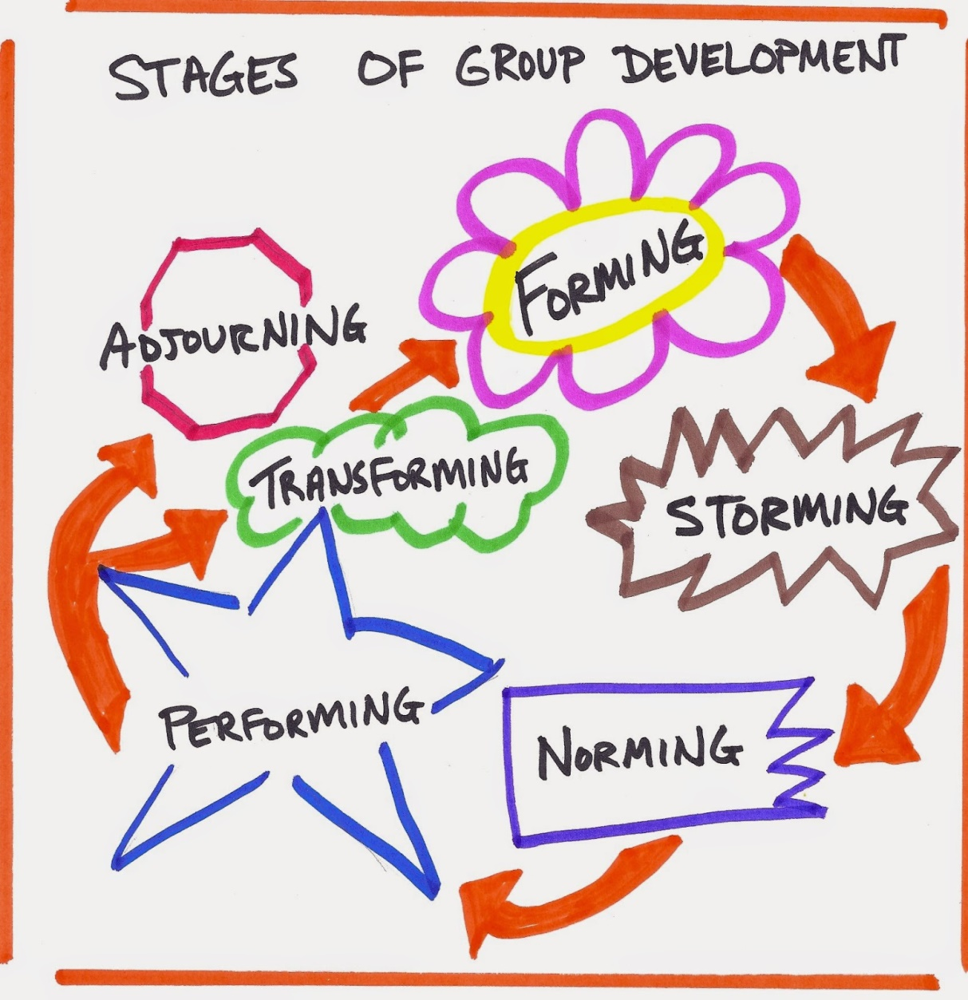 STAGES OF GROUP DEVELOPMENT
FORMING
ADJOURNING
TRANSFORMING
STORMING
PERFORMING
NORMING